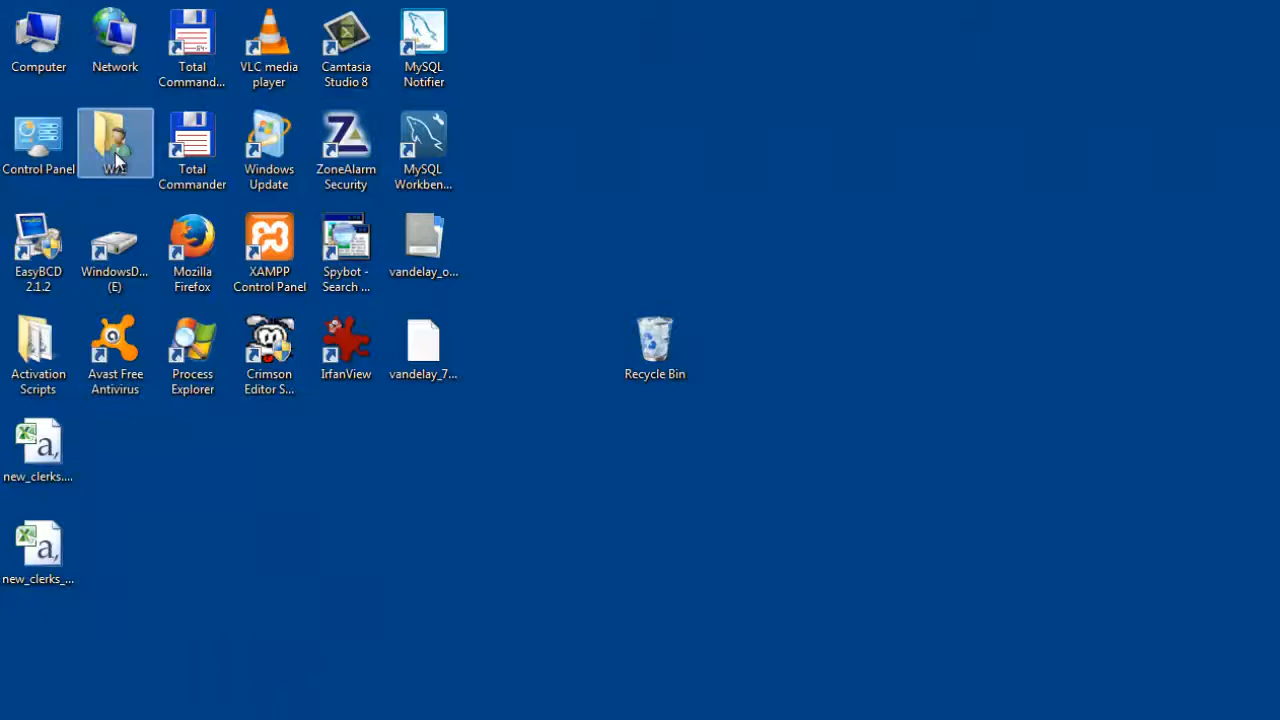 Computer
Network
Total
Command...
VLC media
player
Camtasia
Studio 8
MySQL
Notifier
Control Panel
Total
Commander
Windows
Update
ZoneAlarm
Security
MySQL
Workben...
EasyBCD
2.1.2
WindowsD...
(E)
Mozilla
Firefox
XAMPP
Control Panel
Spybot -
Search ...
vandelay_o...
Activation
Scripts
Avast Free
Antivirus
Process
Explorer
Crimson
Editor S...
IrfanView
vandelay_7...
Recycle Bin
new_clerks....
new_clerks_...